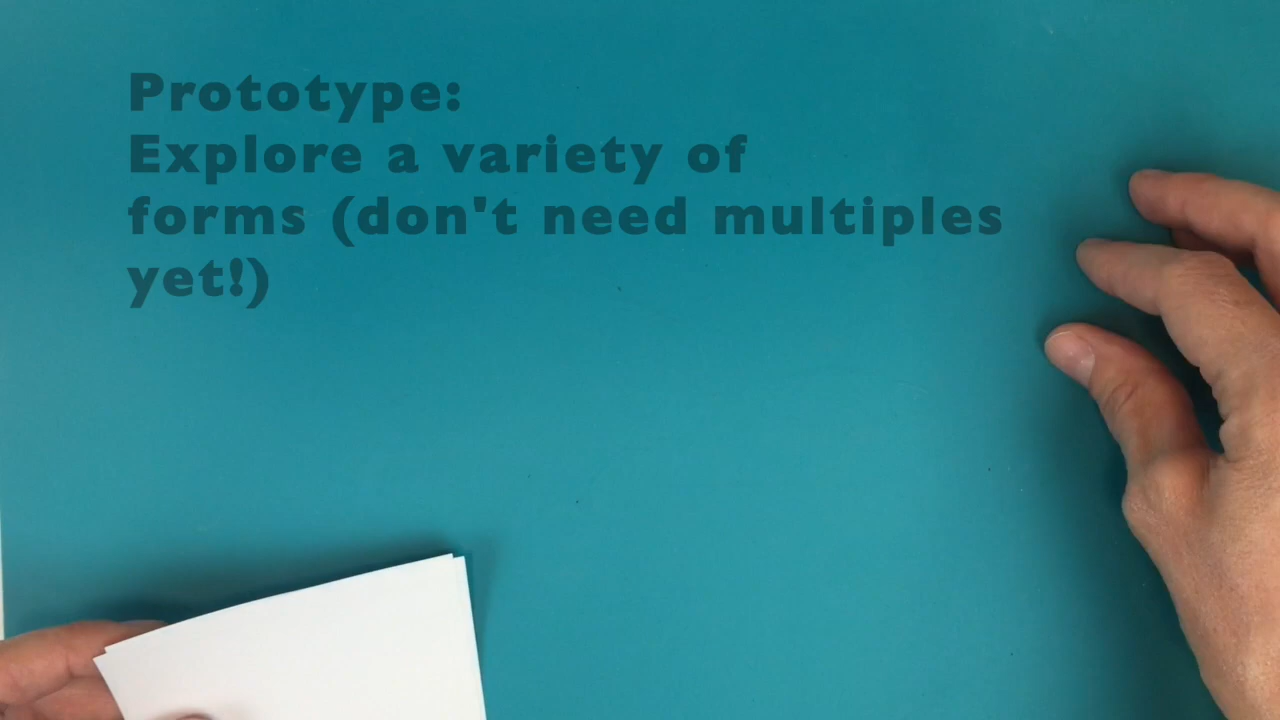 Prototype:
Explore a variety of
forms (don't need multiples
yet!)